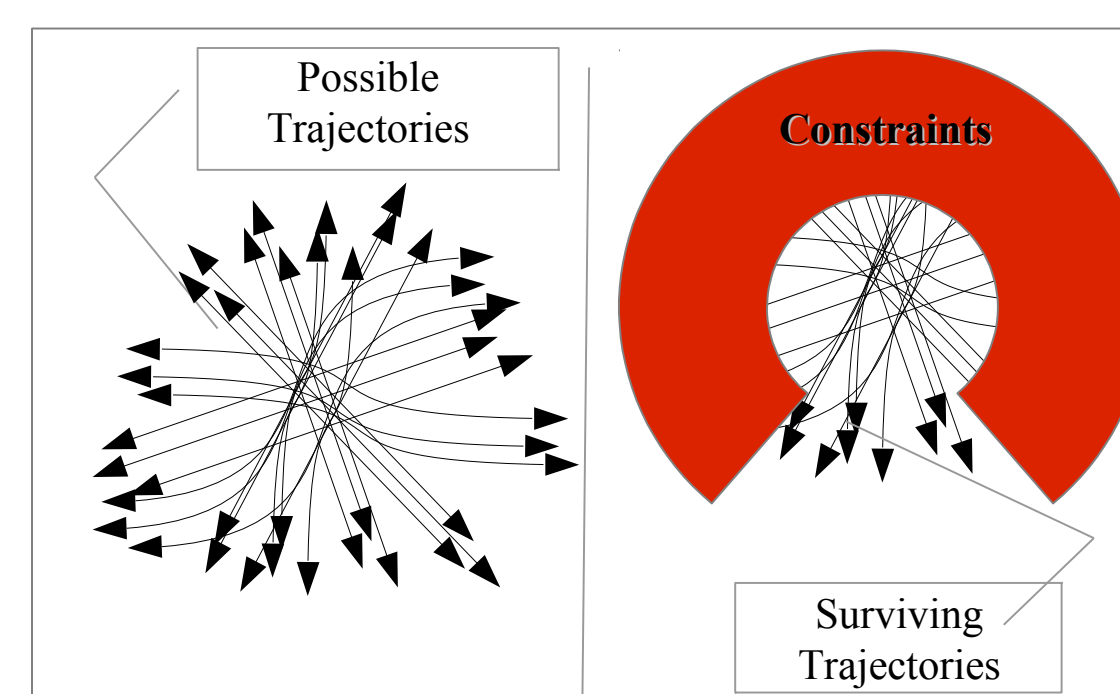 Possible
Trajectories
Constraints
Surviving
Trajectories